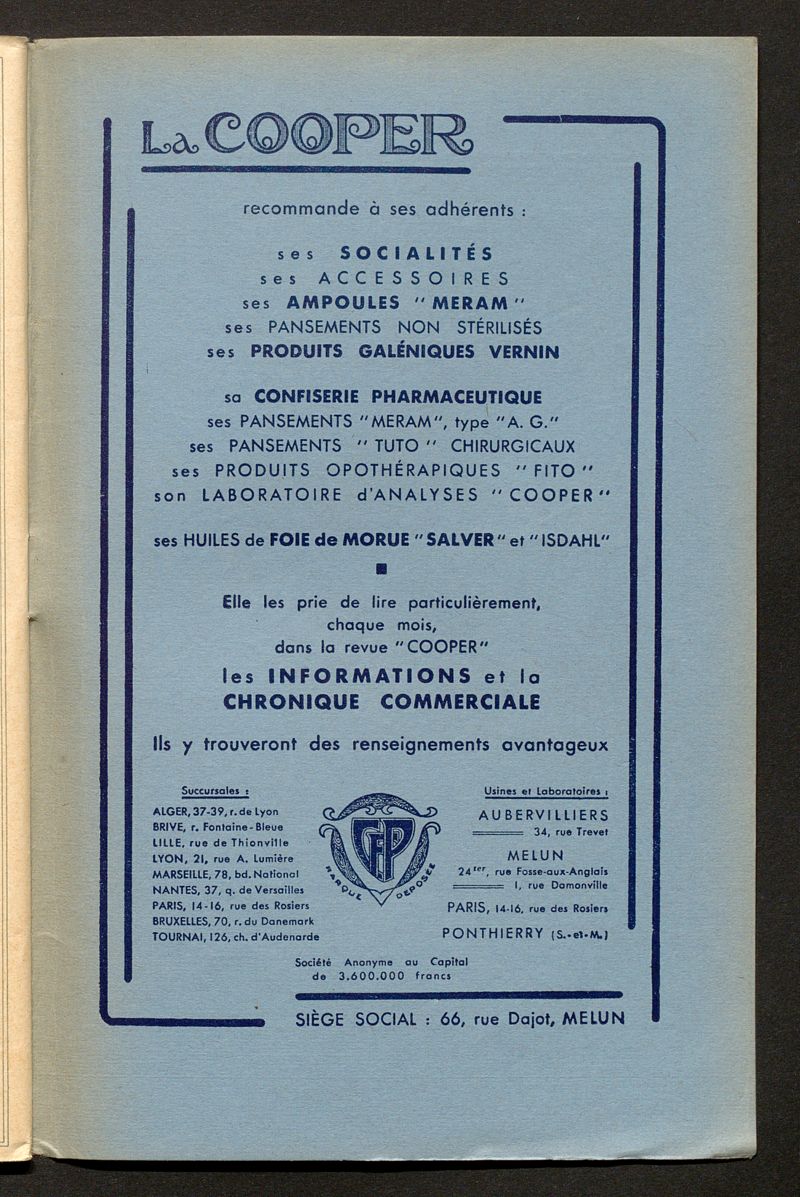 La COOPER
recommande à ses adhérents :
ses SOCIALITÉS
ses ACCESSOIRES
ses AMPOULES "MERAM"
ses PANSEMENTS NON STÉRILISÉS
ses PRODUITS GALÉNIQUES VERNIN
sa CONFISERIE PHARMACEUTIQUE
ses PANSEMENTS "MERAM", type "A. G."
ses PANSEMENTS "TUTO" CHIRURGICAUX
ses PRODUITS OPOTHÉRAPIQUES "FITO"
son LABORATOIRE d'ANALYSES "COOPER"
ses HUILES de FOIE de MORUE "SALVER" et "ISDAHL"
Elle les prie de lire particulièrement,
chaque mois,
dans la revue "COOPER"
les INFORMATIONS et la
CHRONIQUE COMMERCIALE
Ils y trouveront des renseignements avantageux
Succursales :
ALGER, 37-39, r. de Lyon
BRIVE, r. Fontaine-Bleue
LILLE, rue de Thionville
LYON, 21, rue A. Lumière
MARSEILLE, 78, bd. National
NANTES, 37, q. de Versailles
PARIS, 14-16, rue des Rosiers
BRUXELLES, 70, r. du Danemark
TOURNAI, 126, ch. d'Audenarde
CFP
MARQUE DEPOSÉE
Usines et Laboratoires :
AUBERVILLIERS
34, rue Trevet
MELUN
24ter, rue Fosse-aux-Anglais
1, rue Damonville
PARIS, 14-16, rue des Rosiers
PONTHIERRY (S.-et-M.)
Société Anonyme au Capital
de 3.600.000 francs
SIÈGE SOCIAL : 66, rue Dajot, MELUN